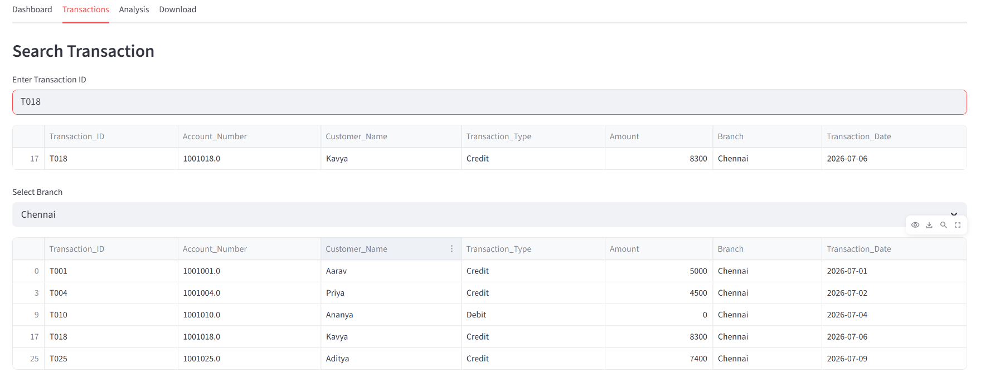 Dashboard Transactions Analysis Download
Search Transaction
Enter Transaction ID
T018
Transaction_ID Account_Number Customer_Name Transaction_Type Amount Branch Transaction_Date
17 T018 1001018.0 Kavya Credit 8300 Chennai 2026-07-06
Select Branch
Chennai
Transaction_ID Account_Number Customer_Name Transaction_Type Amount Branch Transaction_Date
0 T001 1001001.0 Aarav Credit 5000 Chennai 2026-07-01
3 T004 1001004.0 Priya Credit 4500 Chennai 2026-07-02
9 T010 1001010.0 Ananya Debit 0 Chennai 2026-07-04
17 T018 1001018.0 Kavya Credit 8300 Chennai 2026-07-06
25 T025 1001025.0 Aditya Credit 7400 Chennai 2026-07-09